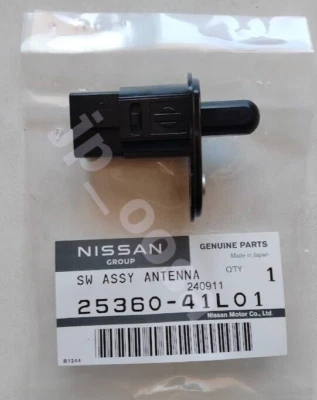 NISSAN
GROUP
GENUINE PARTS
Made in Japan
SW ASSY ANTENNA
QTY 1
240911
25360-41L01
Nissan Motor Co., Ltd.
B1344